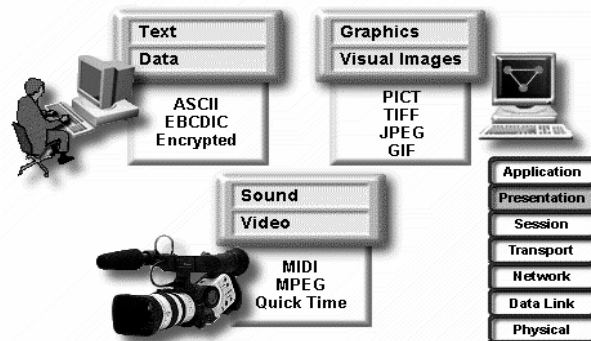 Text
Data
ASCII
EBCDIC
Encrypted
Graphics
Visual Images
PICT
TIFF
JPEG
GIF
Sound
Video
MIDI
MPEG
Quick Time
Application
Presentation
Session
Transport
Network
Data Link
Physical